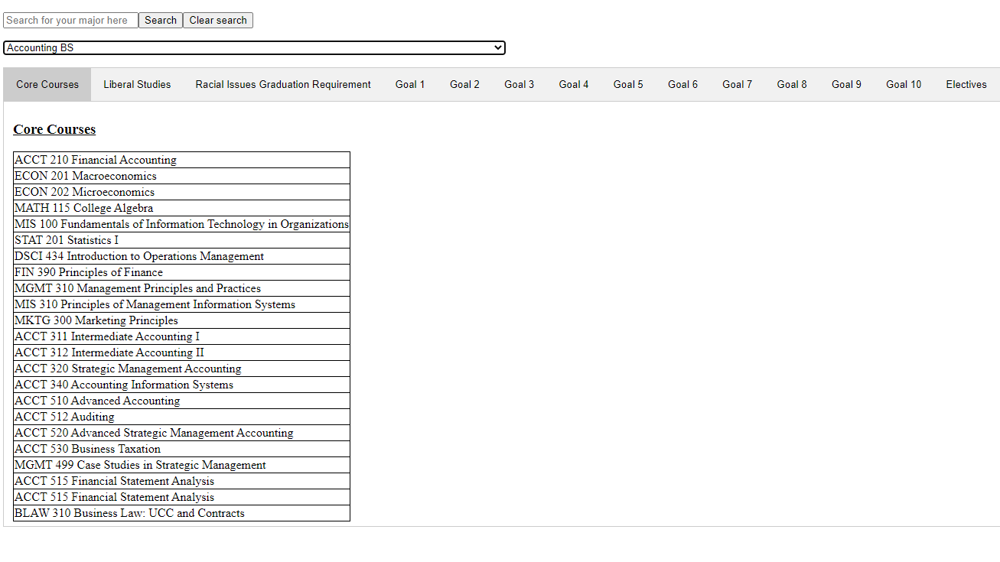 Search for your major here Search Clear search
Accounting BS
Core Courses Liberal Studies Racial Issues Graduation Requirement Goal 1 Goal 2 Goal 3 Goal 4 Goal 5 Goal 6 Goal 7 Goal 8 Goal 9 Goal 10 Electives
Core Courses
ACCT 210 Financial Accounting
ECON 201 Macroeconomics
ECON 202 Microeconomics
MATH 115 College Algebra
MIS 100 Fundamentals of Information Technology in Organizations
STAT 201 Statistics I
DSCI 434 Introduction to Operations Management
FIN 390 Principles of Finance
MGMT 310 Management Principles and Practices
MIS 310 Principles of Management Information Systems
MKTG 300 Marketing Principles
ACCT 311 Intermediate Accounting I
ACCT 312 Intermediate Accounting II
ACCT 320 Strategic Management Accounting
ACCT 340 Accounting Information Systems
ACCT 510 Advanced Accounting
ACCT 512 Auditing
ACCT 520 Advanced Strategic Management Accounting
ACCT 530 Business Taxation
MGMT 499 Case Studies in Strategic Management
ACCT 515 Financial Statement Analysis
ACCT 515 Financial Statement Analysis
BLAW 310 Business Law: UCC and Contracts